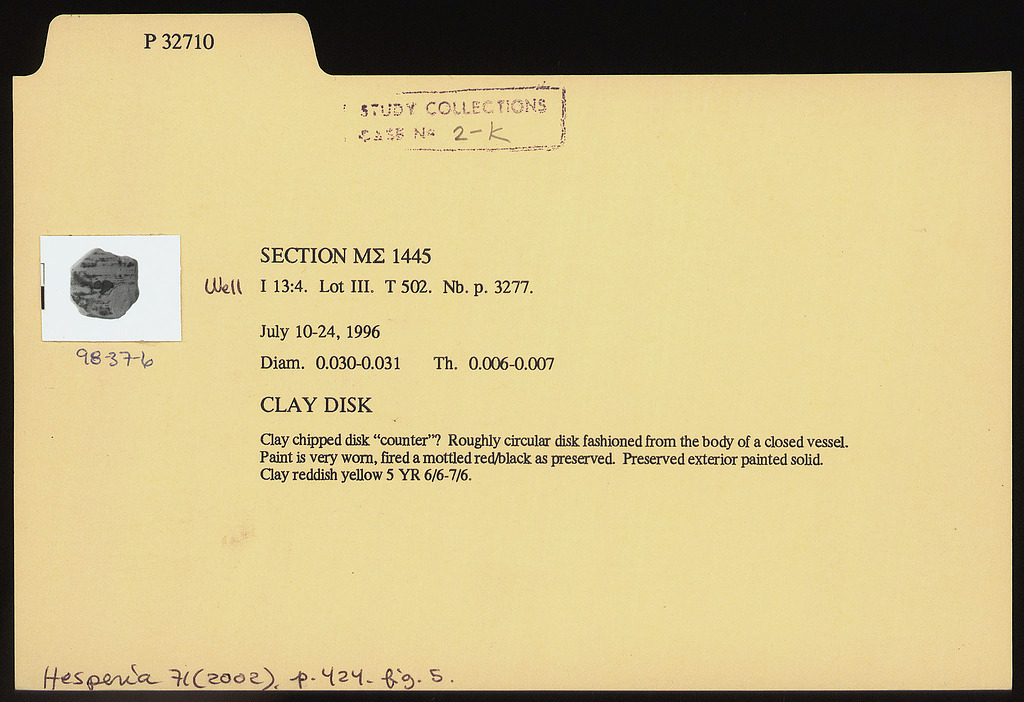 P 32710
STUDY COLLECTIONS
CASE No 2-K
SECTION ΜΣ 1445
Well I 13:4. Lot III. T 502. Nb. p. 3277.
July 10-24, 1996
98-37-6
Diam. 0.030-0.031 Th. 0.006-0.007
CLAY DISK
Clay chipped disk “counter”? Roughly circular disk fashioned from the body of a closed vessel.
Paint is very worn, fired a mottled red/black as preserved. Preserved exterior painted solid.
Clay reddish yellow 5 YR 6/6-7/6.
Hesperia 71(2002), p. 424. fig. 5.